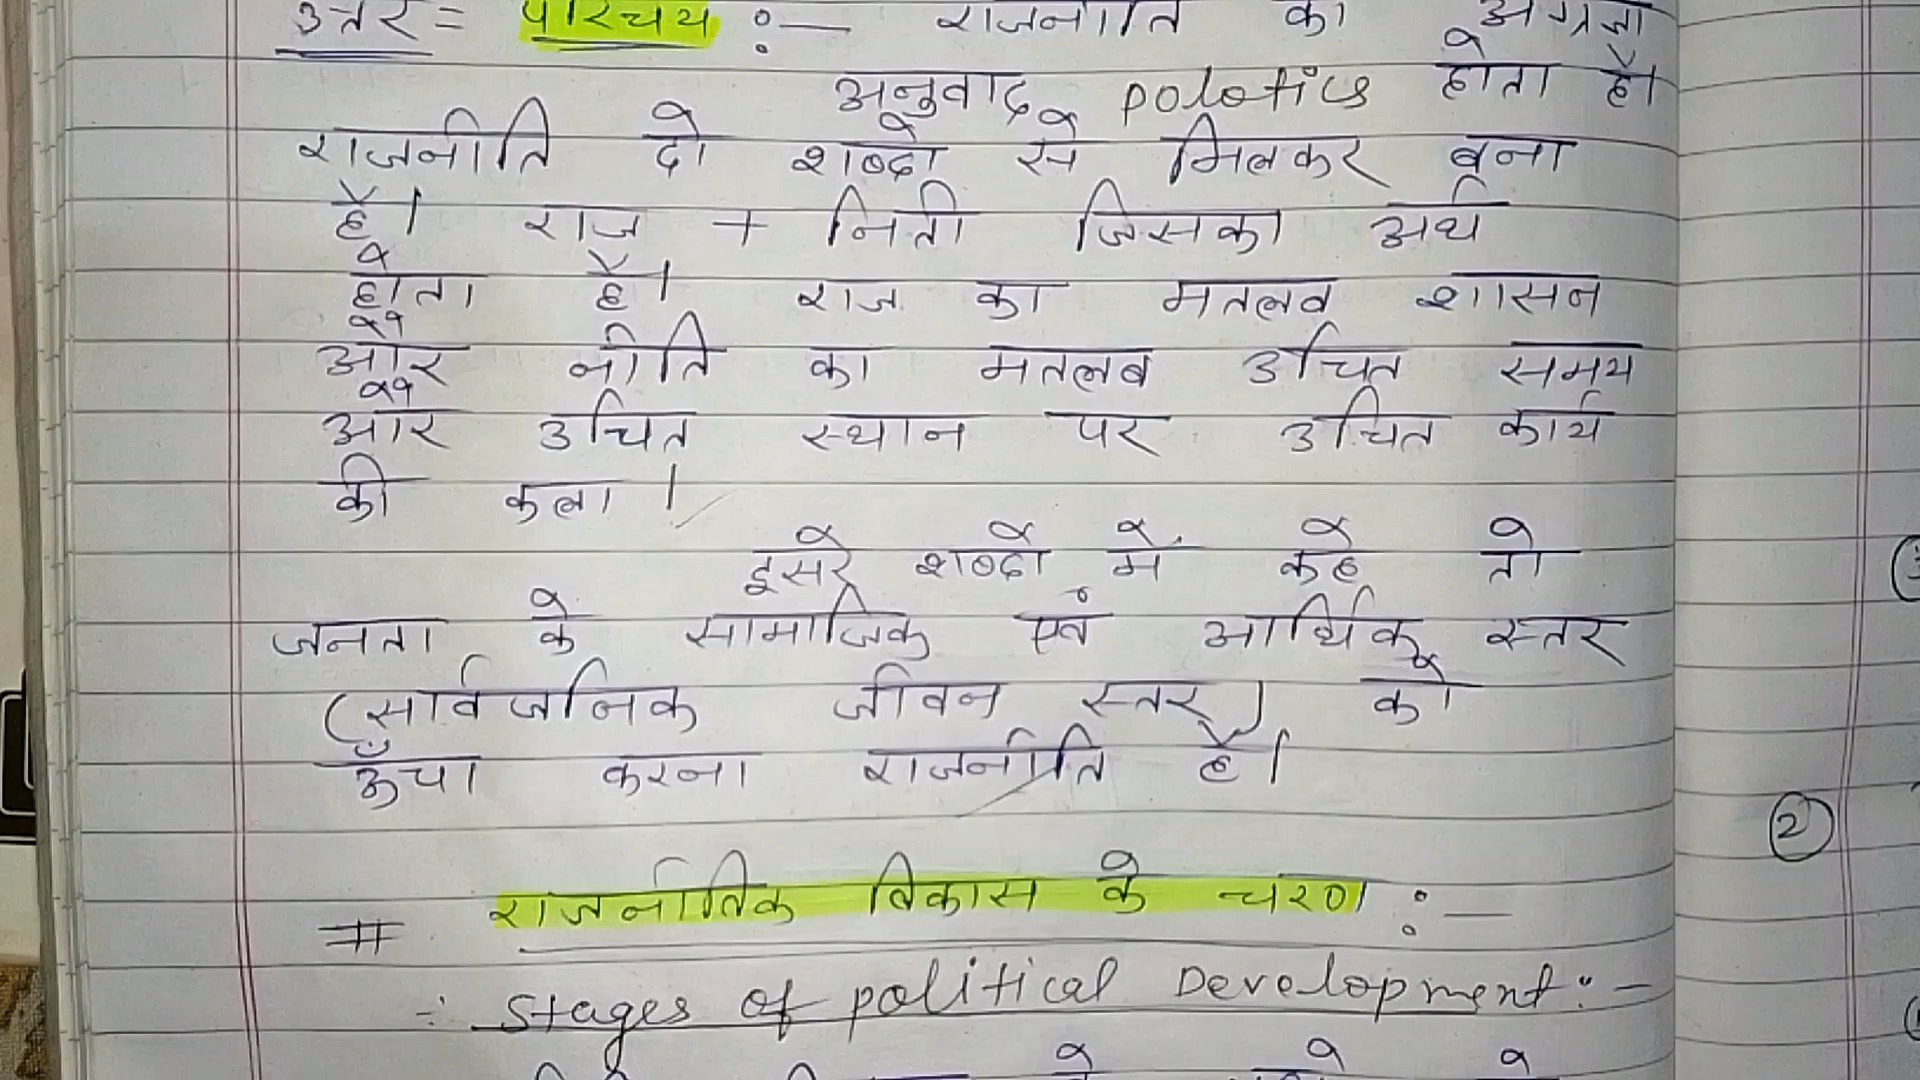 उत्तर = परिचय :— राजनीति का अंग्रेजी
अनुवाद polotics होता है।
राजनीति दो शब्दो से मिलकर बना
है। राज + निती जिसका अर्थ
होता है। राज का मतलब शासन
और नीति का मतलब उचित समय
और उचित स्थान पर उचित कार्य
की कला।
दुसरे शब्दो में कहे तो
जनता के सामाजिक एवं आर्थिक स्तर
(सार्वजनिक जीवन स्तर) को
ऊँचा करना राजनीति है।
# राजनीतिक विकास के चरण :—
: Stages of political Development :—
②